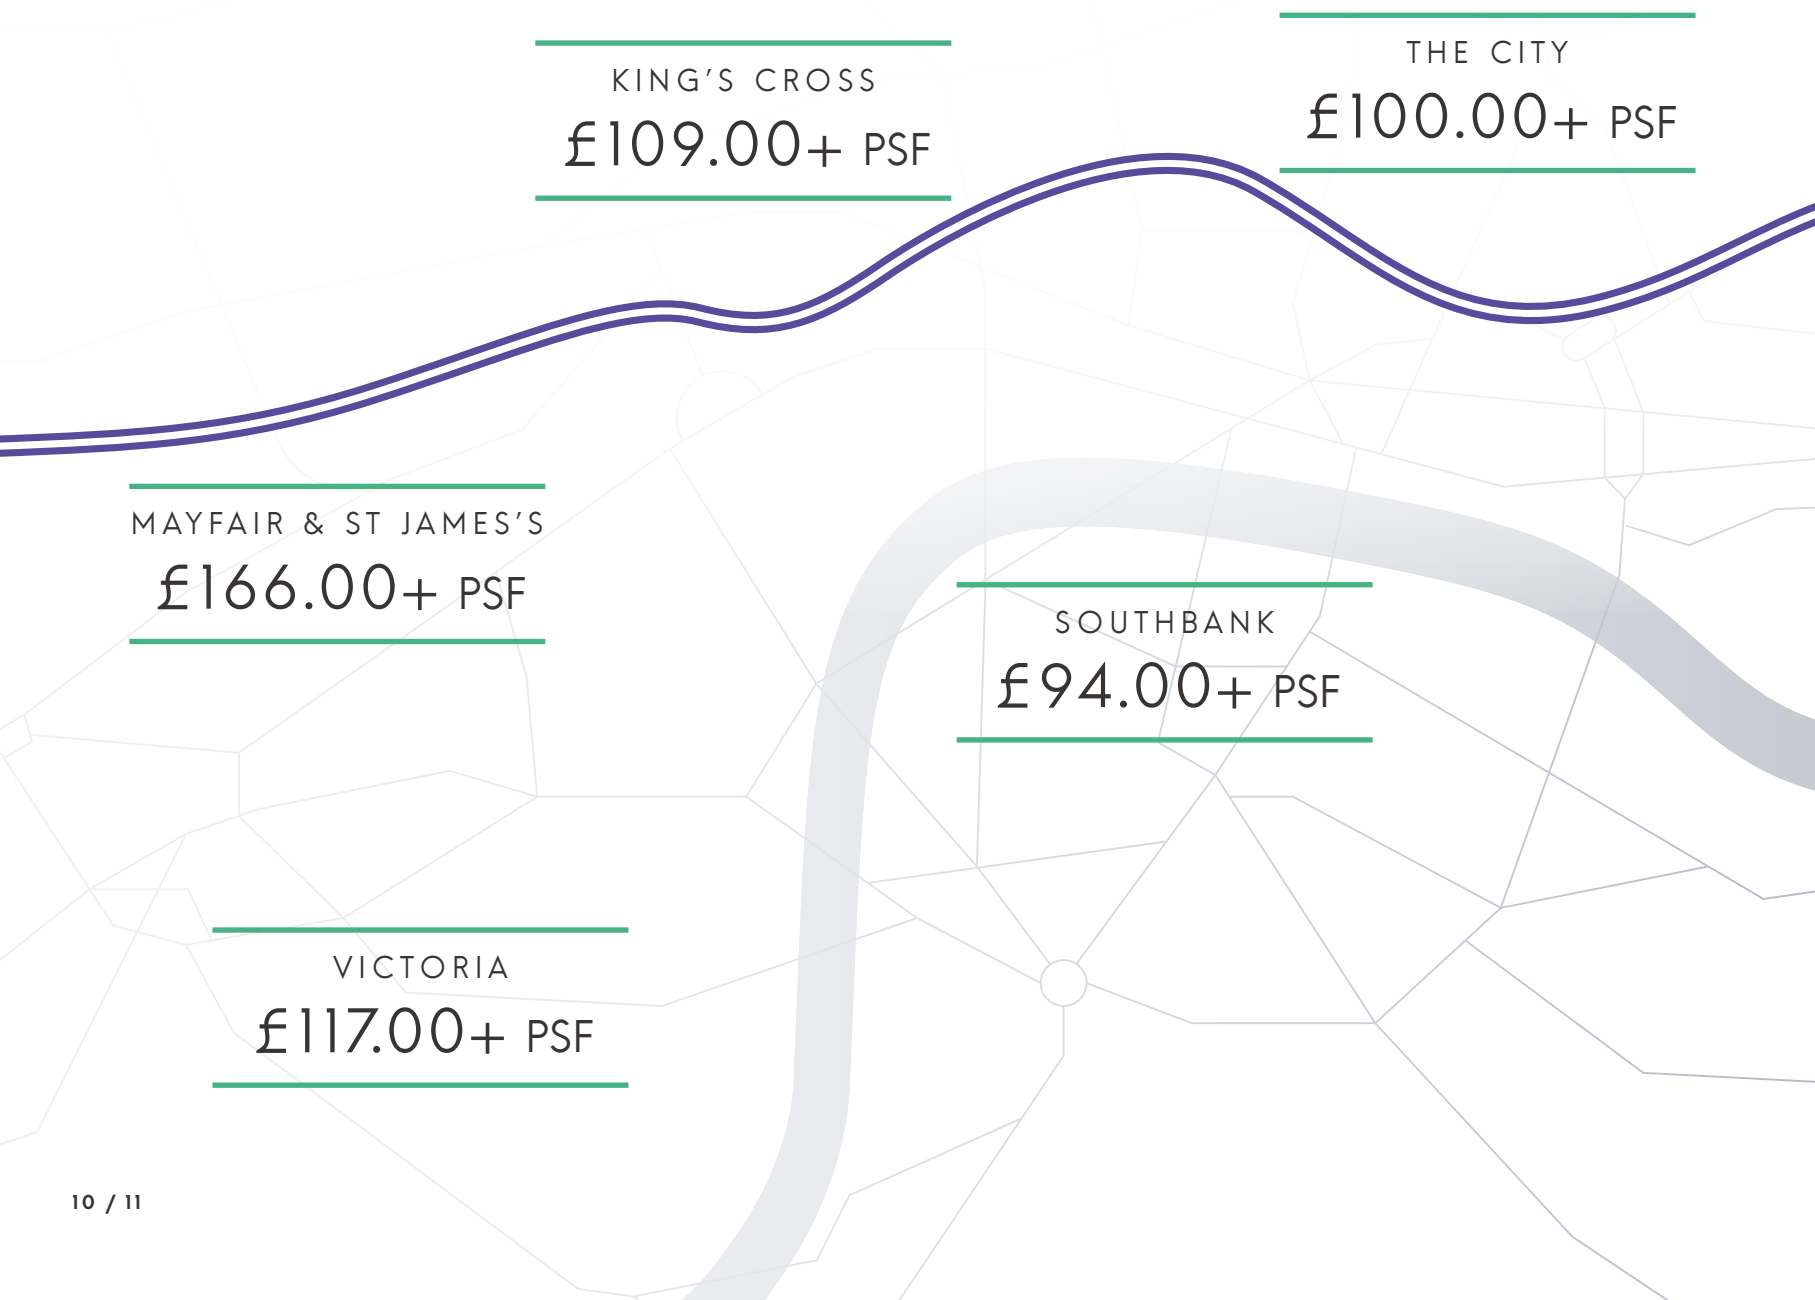 KING’S CROSS
£109.00+ PSF
THE CITY
£100.00+ PSF
MAYFAIR & ST JAMES’S
£166.00+ PSF
SOUTHBANK
£94.00+ PSF
VICTORIA
£117.00+ PSF
10 / 11